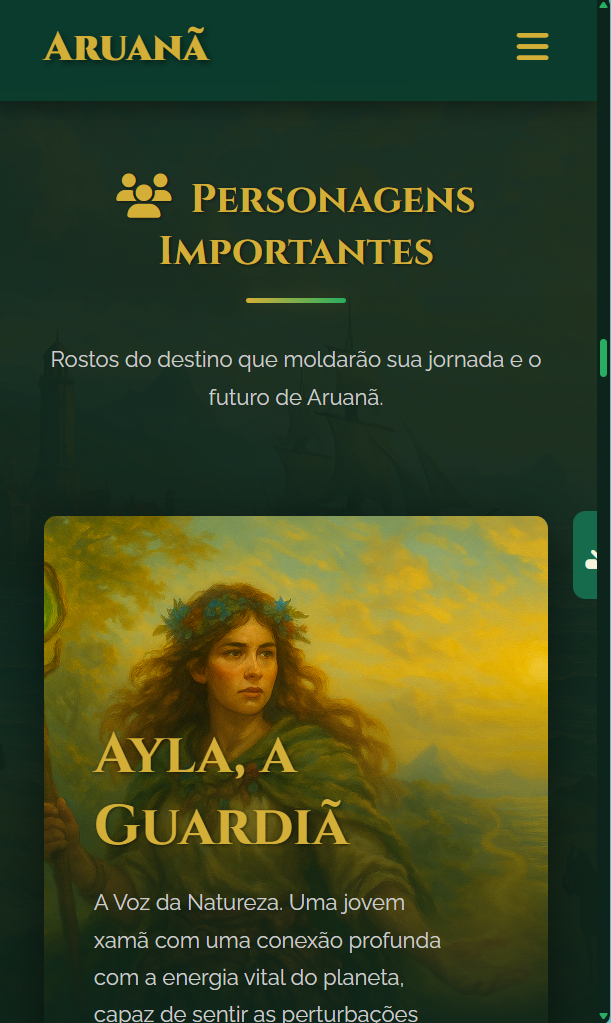 Aruanã
Personagens
Importantes
Rostos do destino que moldarão sua jornada e o
futuro de Aruanã.
Ayla, a
Guardiã
A Voz da Natureza. Uma jovem
xamã com uma conexão profunda
com a energia vital do planeta,
capaz de sentir as perturbações